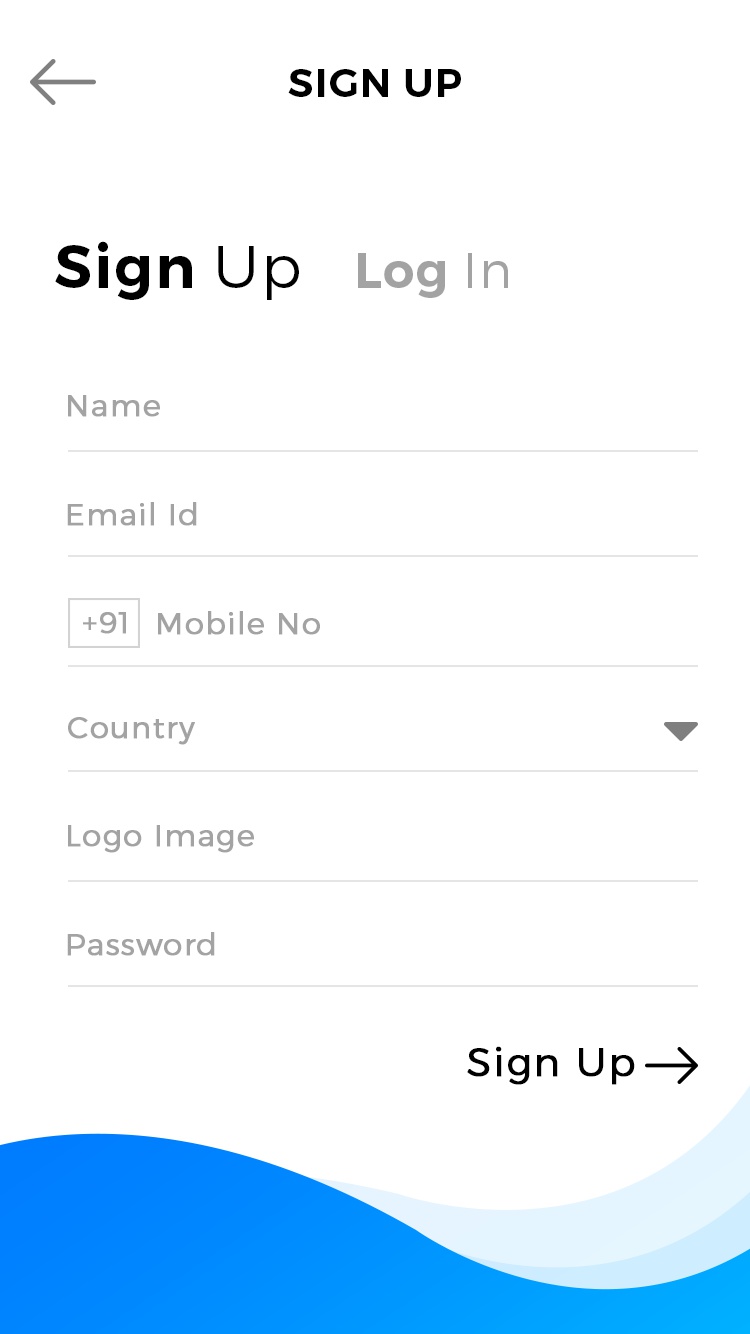 SIGN UP
Sign Up Log In
Name
Email Id
+91 Mobile No
Country
Logo Image
Password
Sign Up